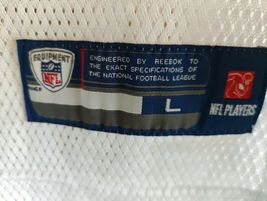 EQUIPMENT
NFL
ENGINEERED BY REEBOK TO
THE EXACT SPECIFICATIONS OF
THE NATIONAL FOOTBALL LEAGUE
L
NFL PLAYERS